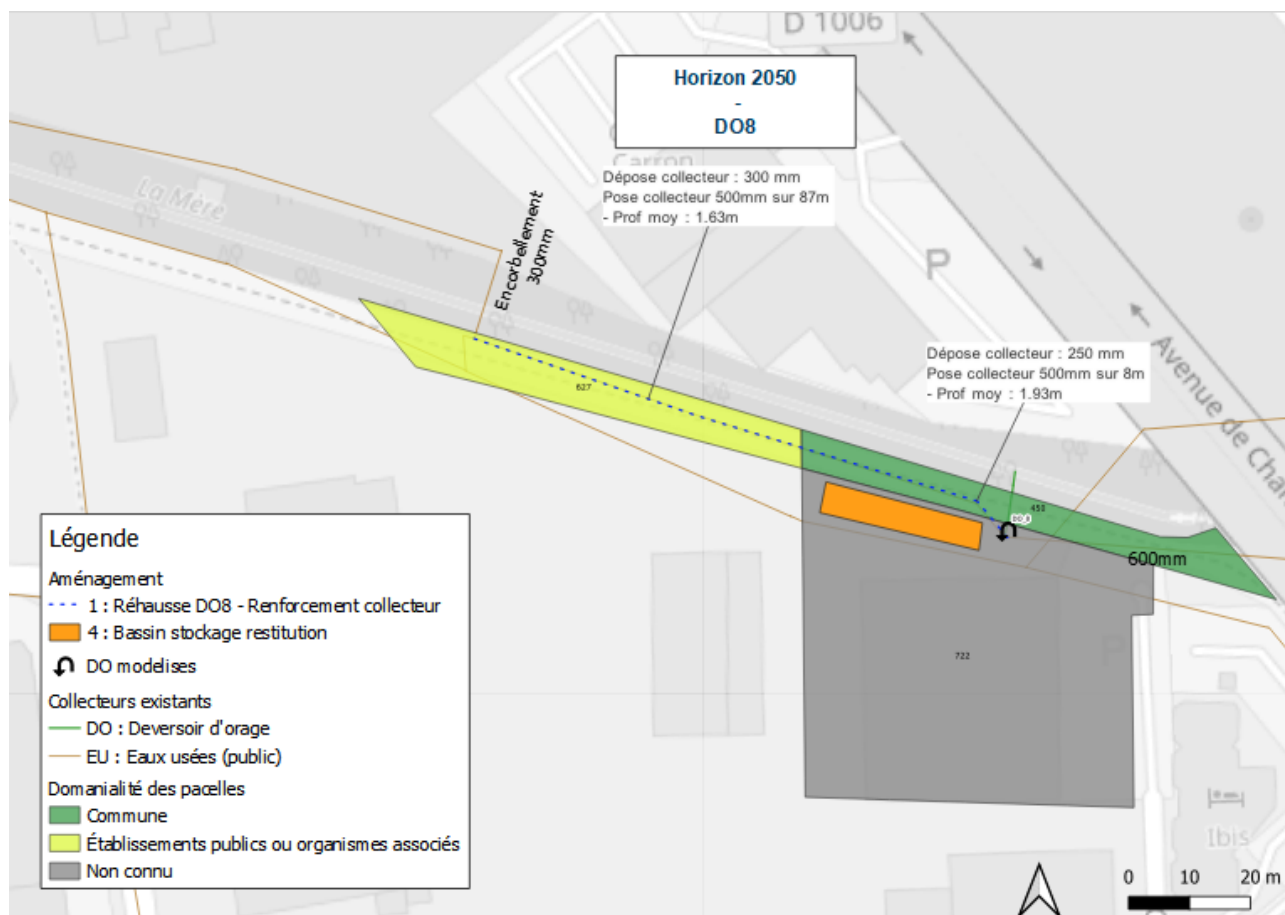 D 1006
Horizon 2050
-
DO8
Carron
Dépose collecteur : 300 mm
Pose collecteur 500mm sur 87m
- Prof moy : 1.63m
La Mère
Encorbellement
300mm
P
Avenue de Char
Dépose collecteur : 250 mm
Pose collecteur 500mm sur 8m
- Prof moy : 1.93m
627
450
DO_8
600mm
722
P
Ibis
Légende
Aménagement
1 : Réhausse DO8 - Renforcement collecteur
4 : Bassin stockage restitution
DO modelises
Collecteurs existants
DO : Deversoir d'orage
EU : Eaux usées (public)
Domanialité des pacelles
Commune
Établissements publics ou organismes associés
Non connu
0 10 20 m